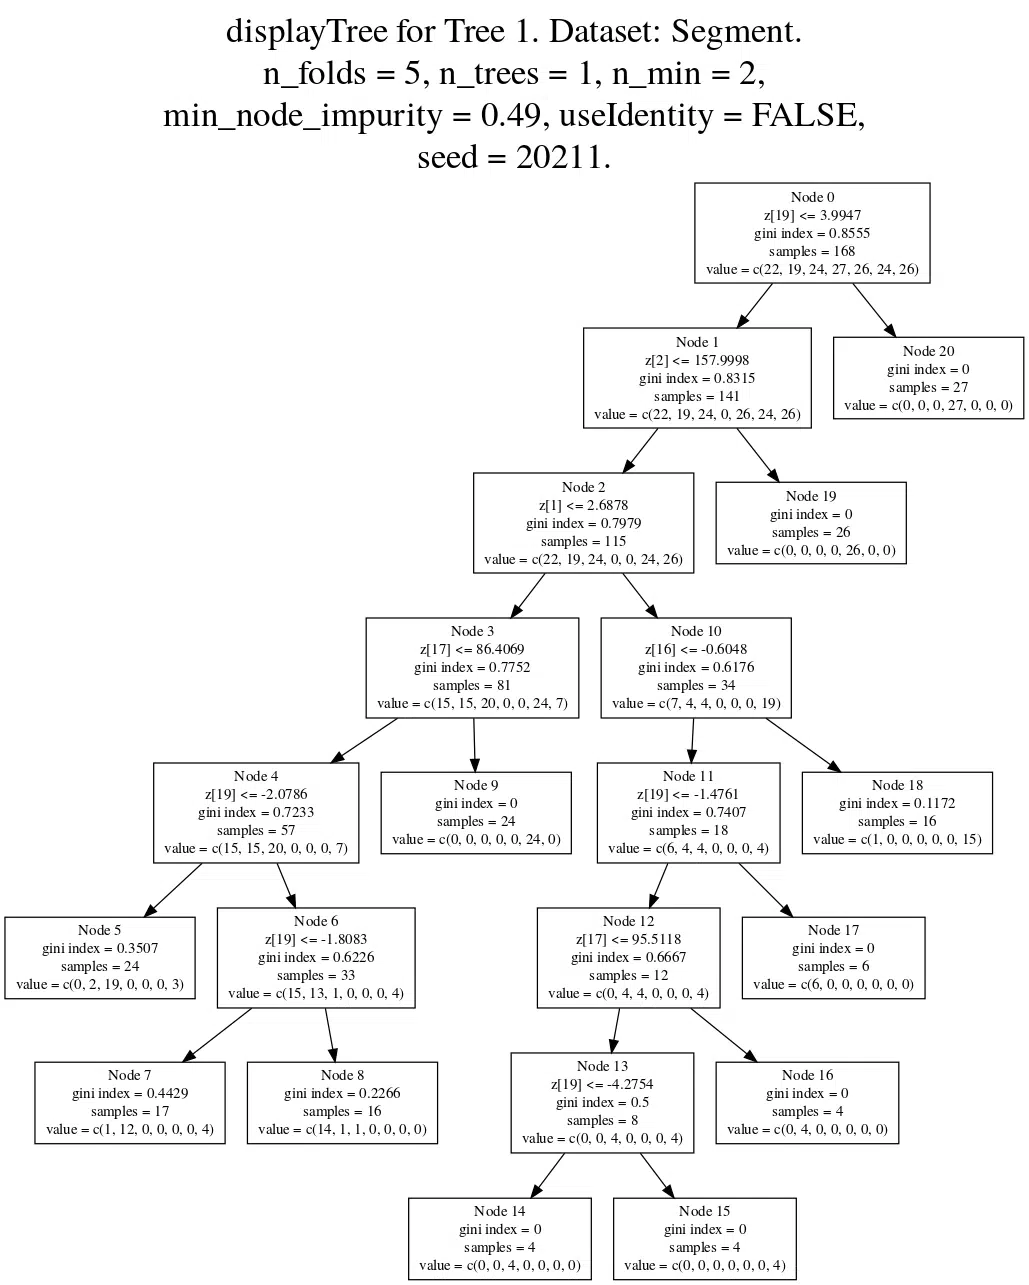 displayTree for Tree 1. Dataset: Segment.
n_folds = 5, n_trees = 1, n_min = 2,
min_node_impurity = 0.49, useIdentity = FALSE,
seed = 20211.
Node 0
z[19] <= 3.9947
gini index = 0.8555
samples = 168
value = c(22, 19, 24, 27, 26, 24, 26)
Node 1
z[2] <= 157.9998
gini index = 0.8315
samples = 141
value = c(22, 19, 24, 0, 26, 24, 26)
Node 20
gini index = 0
samples = 27
value = c(0, 0, 0, 27, 0, 0, 0)
Node 2
z[1] <= 2.6878
gini index = 0.7979
samples = 115
value = c(22, 19, 24, 0, 0, 24, 26)
Node 19
gini index = 0
samples = 26
value = c(0, 0, 0, 0, 26, 0, 0)
Node 3
z[17] <= 86.4069
gini index = 0.7752
samples = 81
value = c(15, 15, 20, 0, 0, 24, 7)
Node 10
z[16] <= -0.6048
gini index = 0.6176
samples = 34
value = c(7, 4, 4, 0, 0, 0, 19)
Node 4
z[19] <= -2.0786
gini index = 0.7233
samples = 57
value = c(15, 15, 20, 0, 0, 0, 7)
Node 9
gini index = 0
samples = 24
value = c(0, 0, 0, 0, 0, 24, 0)
Node 11
z[19] <= -1.4761
gini index = 0.7407
samples = 18
value = c(6, 4, 4, 0, 0, 0, 4)
Node 18
gini index = 0.1172
samples = 16
value = c(1, 0, 0, 0, 0, 0, 15)
Node 5
gini index = 0.3507
samples = 24
value = c(0, 2, 19, 0, 0, 0, 3)
Node 6
z[19] <= -1.8083
gini index = 0.6226
samples = 33
value = c(15, 13, 1, 0, 0, 0, 4)
Node 12
z[17] <= 95.5118
gini index = 0.6667
samples = 12
value = c(0, 4, 4, 0, 0, 0, 4)
Node 17
gini index = 0
samples = 6
value = c(6, 0, 0, 0, 0, 0, 0)
Node 7
gini index = 0.4429
samples = 17
value = c(1, 12, 0, 0, 0, 0, 4)
Node 8
gini index = 0.2266
samples = 16
value = c(14, 1, 1, 0, 0, 0, 0)
Node 13
z[19] <= -4.2754
gini index = 0.5
samples = 8
value = c(0, 0, 4, 0, 0, 0, 4)
Node 16
gini index = 0
samples = 4
value = c(0, 4, 0, 0, 0, 0, 0)
Node 14
gini index = 0
samples = 4
value = c(0, 0, 4, 0, 0, 0, 0)
Node 15
gini index = 0
samples = 4
value = c(0, 0, 0, 0, 0, 0, 4)